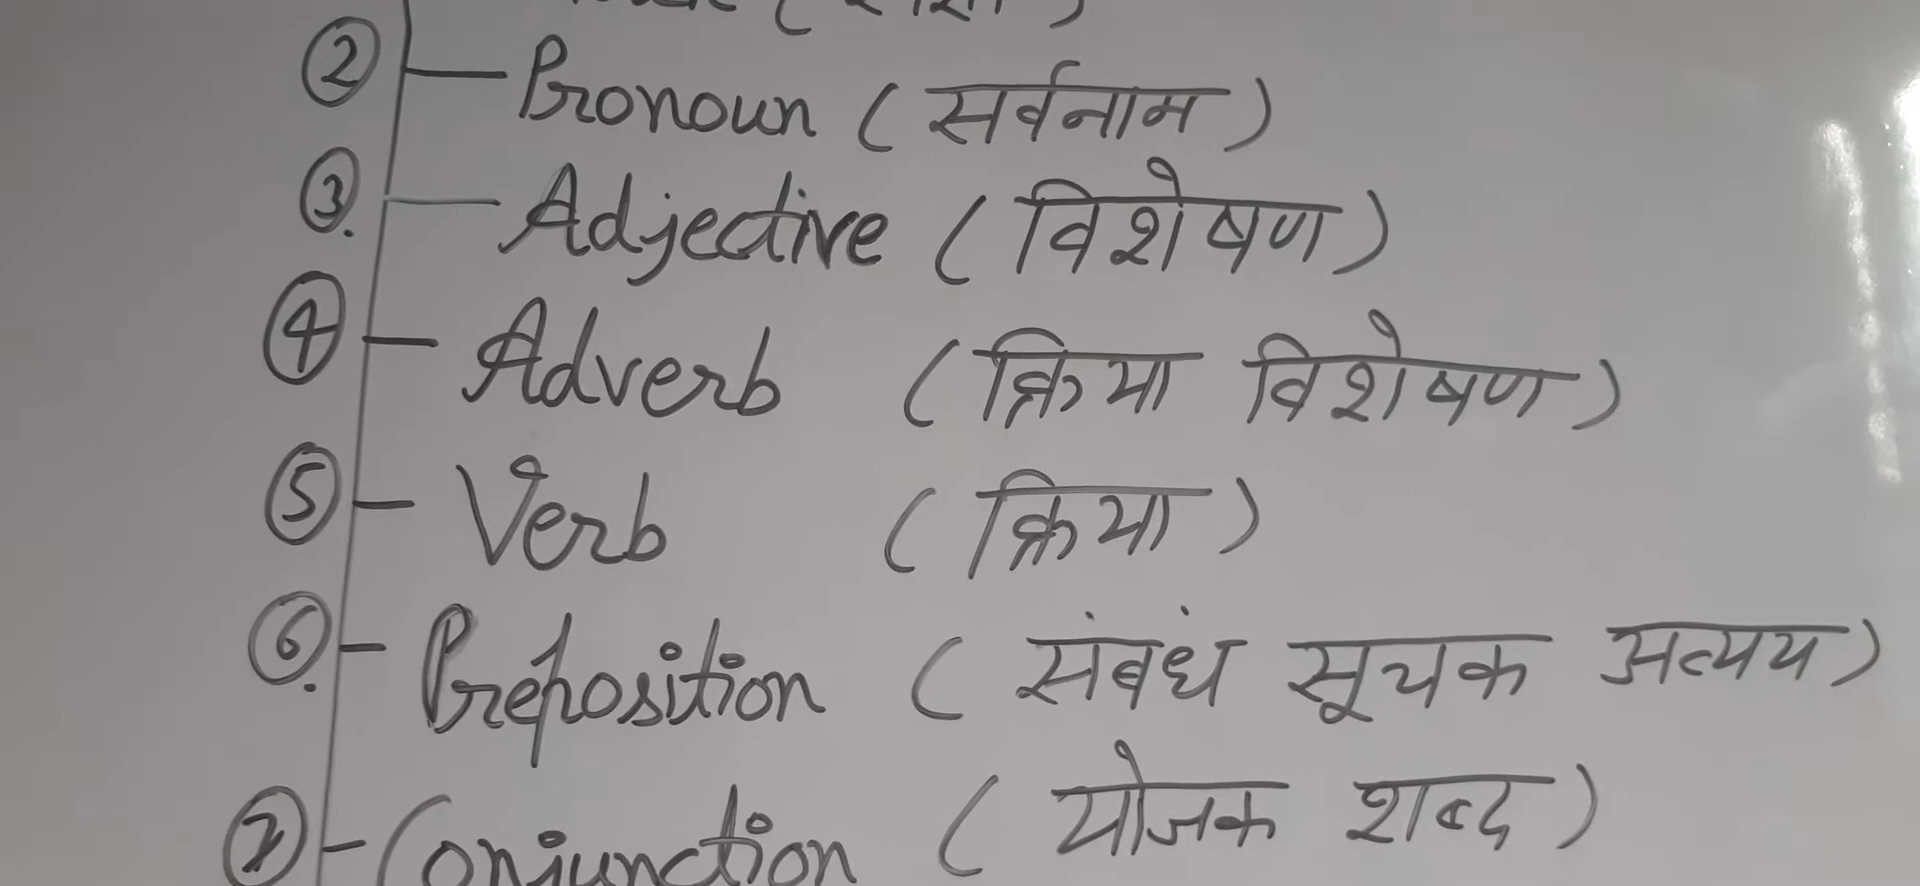 ② Pronoun (सर्वनाम)
③. Adjective (विशेषण)
④ Adverb (क्रिया विशेषण)
⑤ Verb (क्रिया)
⑥. Preposition (संबंध सूचक अव्यय)
⑦ Conjunction (योजक शब्द)